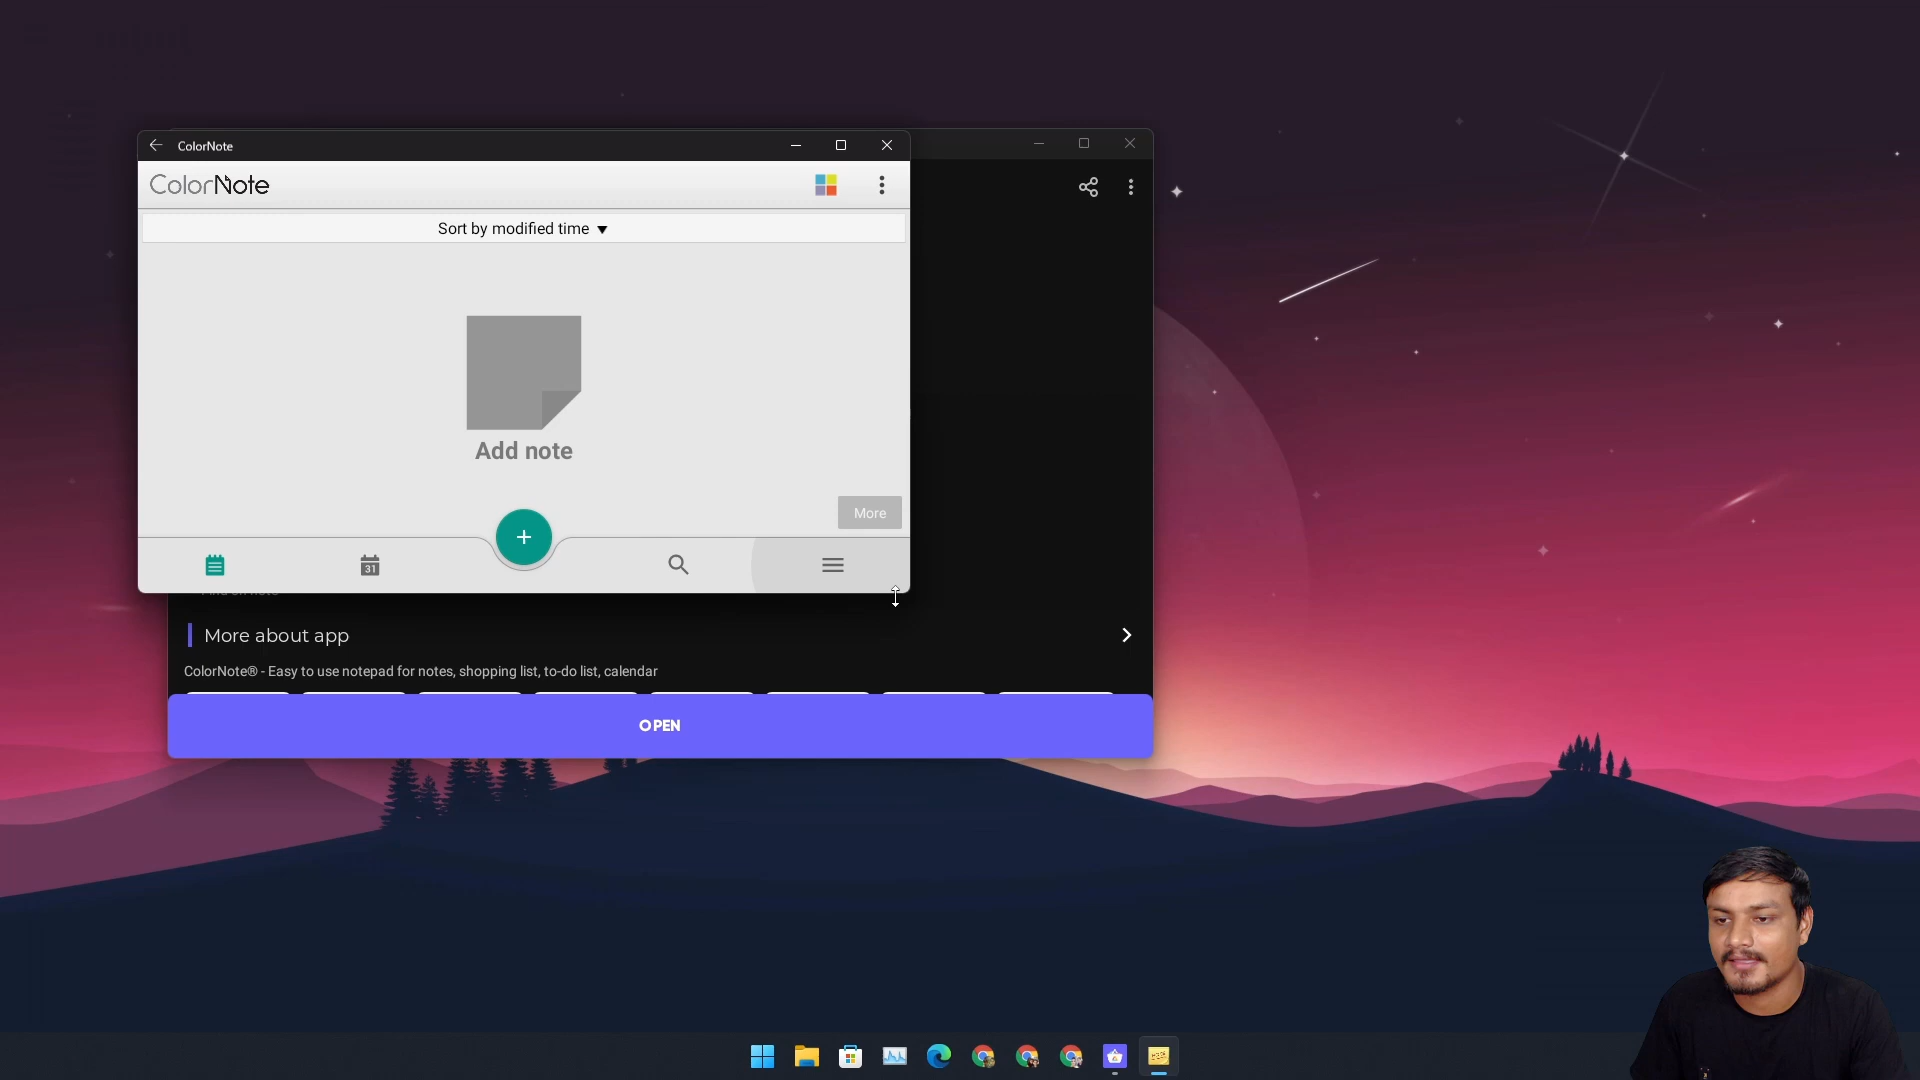 ColorNote
ColorNote
Sort by modified time ▼
Add note
More
31
More about app
ColorNote® - Easy to use notepad for notes, shopping list, to-do list, calendar
OPEN